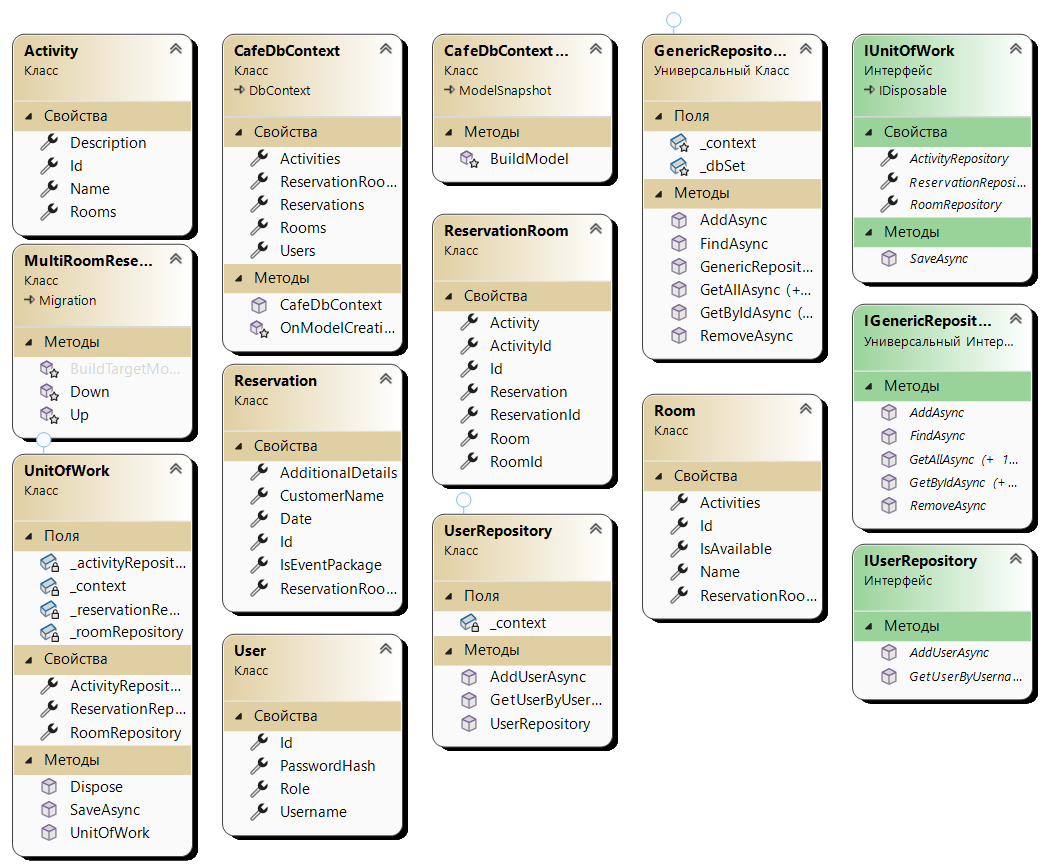 Activity
Класс
Свойства
Description
Id
Name
Rooms
MultiRoomRese...
Класс
Migration
Методы
BuildTargetMo...
Down
Up
UnitOfWork
Класс
Поля
_activityReposit...
_context
_reservationRe...
_roomRepository
Свойства
ActivityReposit...
ReservationRep...
RoomRepository
Методы
Dispose
SaveAsync
UnitOfWork
CafeDbContext
Класс
DbContext
Свойства
Activities
ReservationRoo...
Reservations
Rooms
Users
Методы
CafeDbContext
OnModelCreati...
Reservation
Класс
Свойства
AdditionalDetails
CustomerName
Date
Id
IsEventPackage
ReservationRoo...
User
Класс
Свойства
Id
PasswordHash
Role
Username
CafeDbContext...
Класс
ModelSnapshot
Методы
BuildModel
ReservationRoom
Класс
Свойства
Activity
ActivityId
Id
Reservation
ReservationId
Room
RoomId
UserRepository
Класс
Поля
_context
Методы
AddUserAsync
GetUserByUser...
UserRepository
GenericReposito...
Универсальный Класс
Поля
_context
_dbSet
Методы
AddAsync
FindAsync
GenericReposit...
GetAllAsync (+...
GetByIdAsync (...
RemoveAsync
Room
Класс
Свойства
Activities
Id
IsAvailable
Name
ReservationRoo...
IUnitOfWork
Интерфейс
IDisposable
Свойства
ActivityRepository
ReservationReposi...
RoomRepository
Методы
SaveAsync
IGenericReposit...
Универсальный Интер...
Методы
AddAsync
FindAsync
GetAllAsync (+ 1...
GetByIdAsync (+...
RemoveAsync
IUserRepository
Интерфейс
Методы
AddUserAsync
GetUserByUserna...